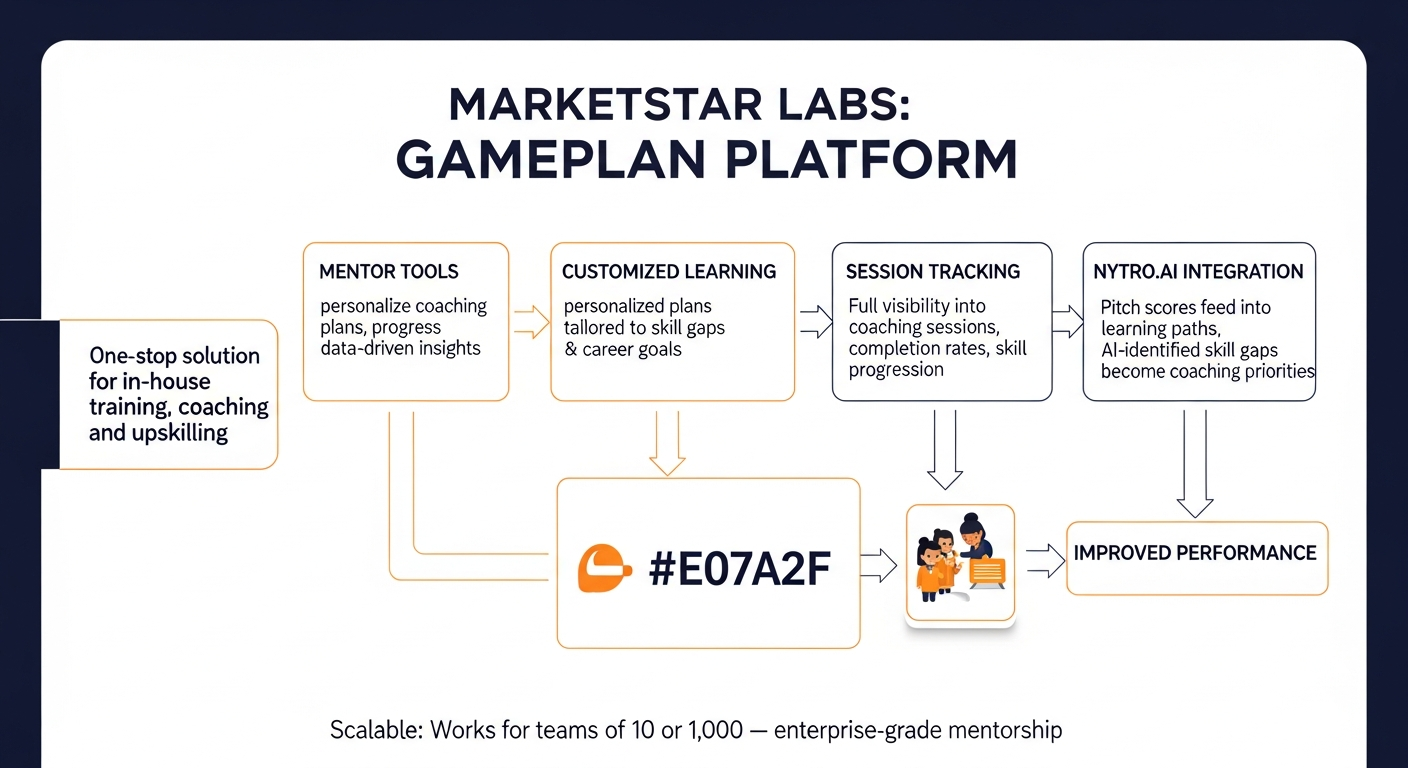 MARKETSTAR LABS:
GAMEPLAN PLATFORM
One-stop solution
for in-house
training, coaching
and upskilling
MENTOR TOOLS
personalize coaching
plans, progress
data-driven insights
CUSTOMIZED LEARNING
personalized plans
tailored to skill gaps
& career goals
SESSION TRACKING
Full visibility into
coaching sessions,
completion rates, skill
progression
NYTRO.AI INTEGRATION
Pitch scores feed into
learning paths,
AI-identified skill gaps
become coaching priorities
#E07A2F
IMPROVED PERFORMANCE
Scalable: Works for teams of 10 or 1,000 — enterprise-grade mentorship